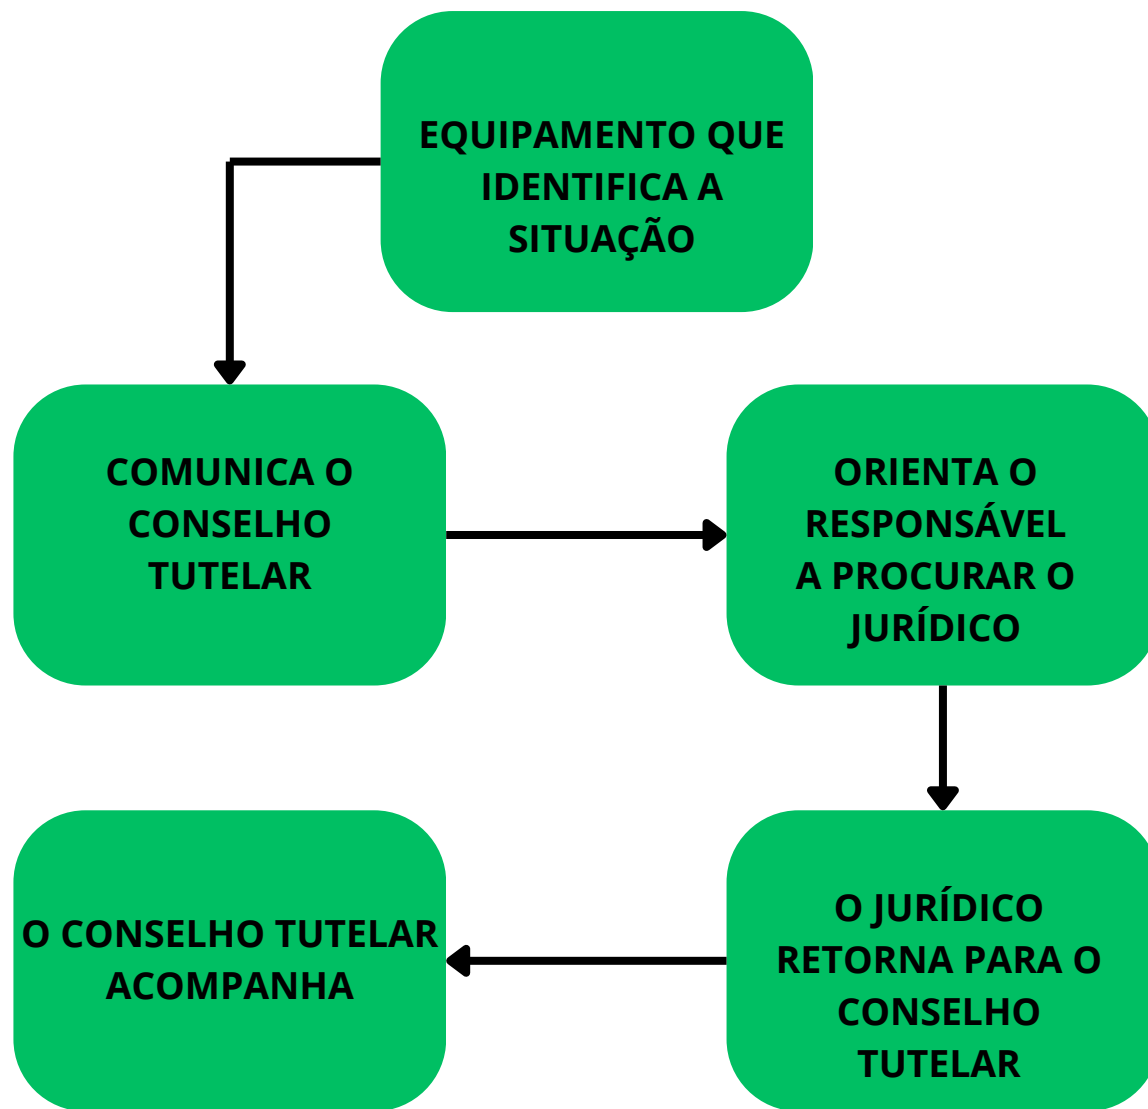 EQUIPAMENTO QUE
IDENTIFICA A
SITUAÇÃO
COMUNICA O
CONSELHO
TUTELAR
ORIENTA O
RESPONSÁVEL
A PROCURAR O
JURÍDICO
O JURÍDICO
RETORNA PARA O
CONSELHO
TUTELAR
O CONSELHO TUTELAR
ACOMPANHA